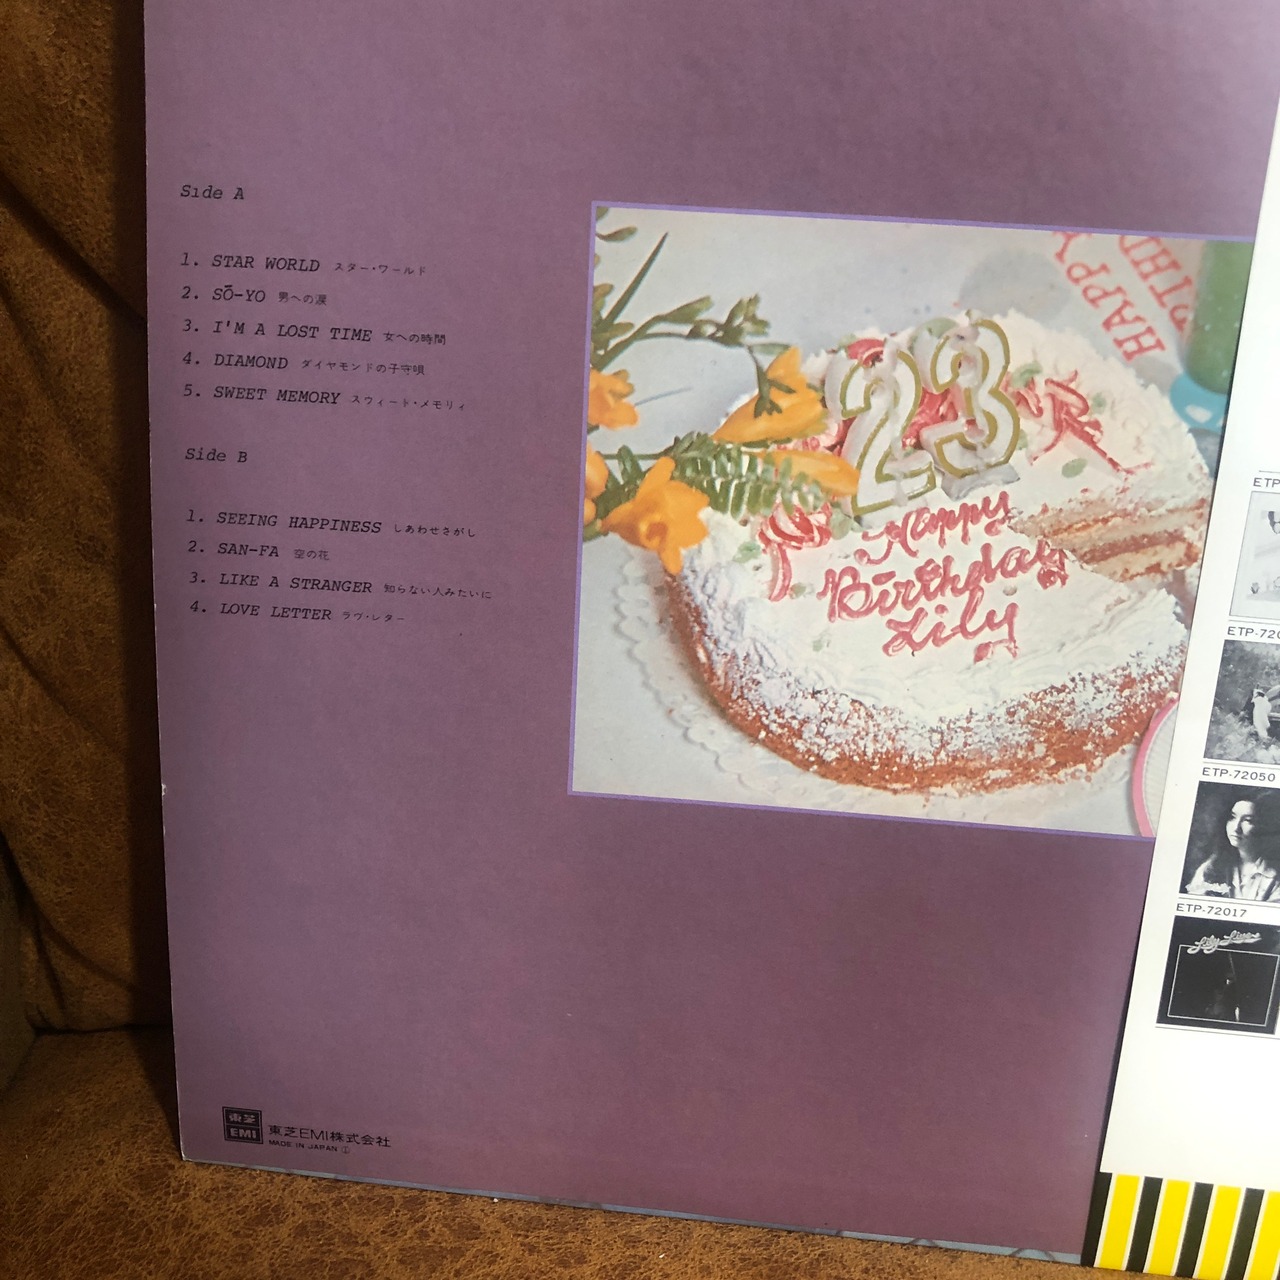 Side A
1. STAR WORLD スター・ワールド
2. SŌ-YO 男への涙
3. I'M A LOST TIME 女への時間
4. DIAMOND ダイヤモンドの子守唄
5. SWEET MEMORY スウィート・メモリィ
Side B
1. SEEING HAPPINESS しあわせさがし
2. SAN-FA 空の花
3. LIKE A STRANGER 知らない人みたいに
4. LOVE LETTER ラヴ・レター
HAPPY
23
Happy
Birthday
Lily
ETP-72050
ETP-72017
Lily Live
東芝
EMI
東芝EMI株式会社
MADE IN JAPAN